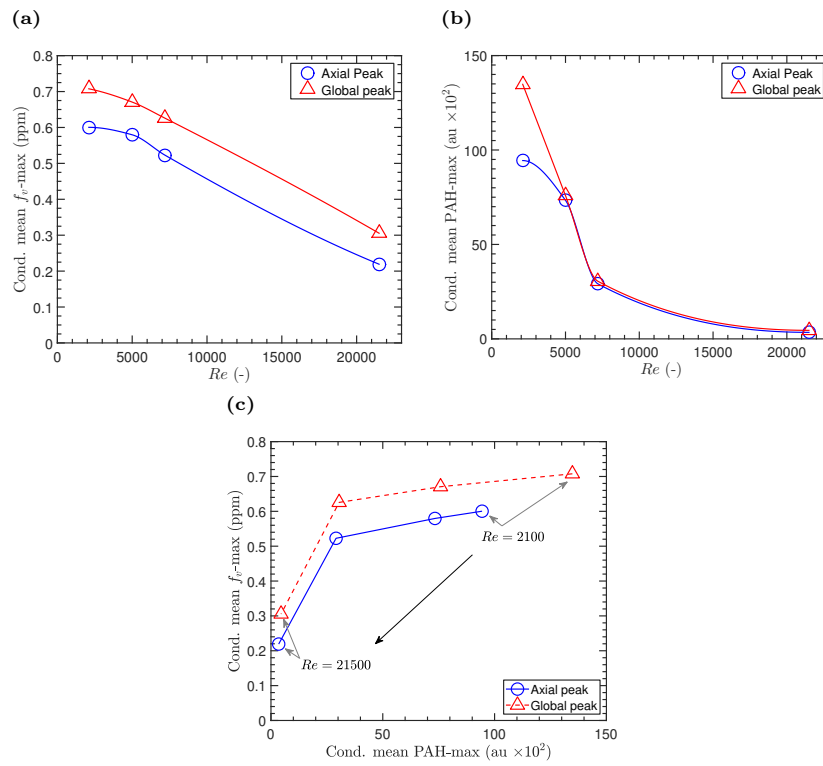 (a)
Cond. mean f_v-max (ppm)
0.8
0.7
0.6
0.5
0.4
0.3
0.2
0.1
0
0 5000 10000 15000 20000
Re (-)
Axial Peak
Global peak
(b)
Cond. mean PAH-max (au ×10²)
150
100
50
0
0 5000 10000 15000 20000
Re (-)
Axial Peak
Global peak
(c)
Cond. mean f_v-max (ppm)
0.8
0.7
0.6
0.5
0.4
0.3
0.2
0.1
0
0 50 100 150
Cond. mean PAH-max (au ×10²)
Re = 2100
Re = 21500
Axial peak
Global peak